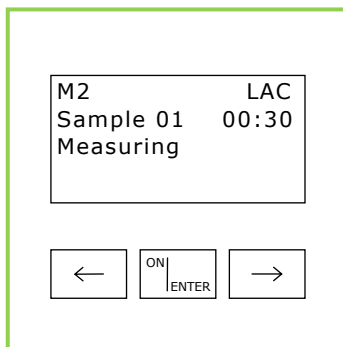 M2 LAC
Sample 01 00:30
Measuring
← ON ENTER →